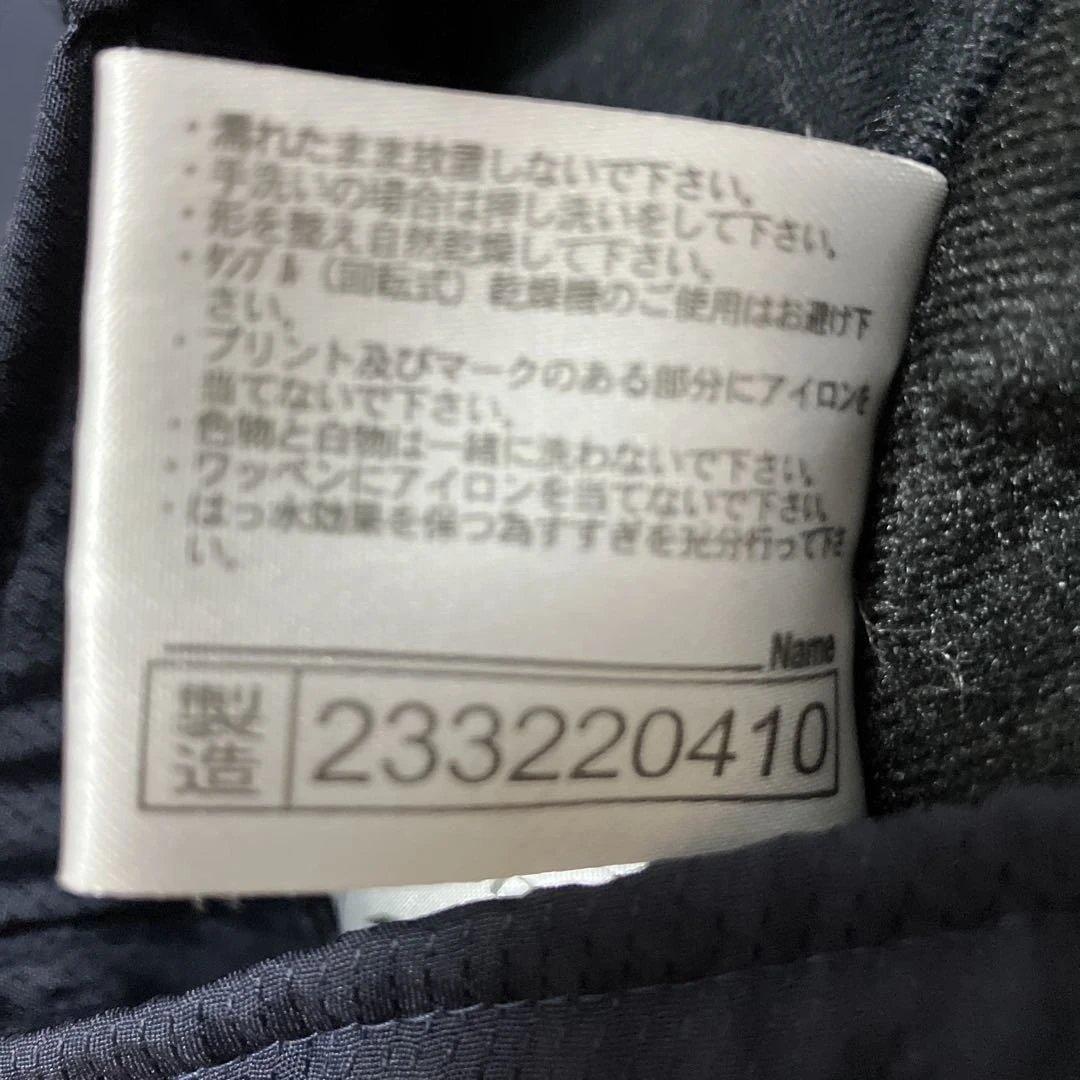 ・濡れたまま放置しないで下さい。
・手洗いの場合は押し洗いをして下さい。
・形を整え自然乾燥して下さい。
・ﾀﾝﾌﾞﾙ（回転式）乾燥機のご使用はお避け下
さい。
・プリント及びマークのある部分にアイロンを
当てないで下さい。
・色物と白物は一緒に洗わないで下さい。
・ワッペンにアイロンを当てないで下さい。
・はっ水効果を保つ為すすぎを充分行って下さ
い。
Name
製造 233220410